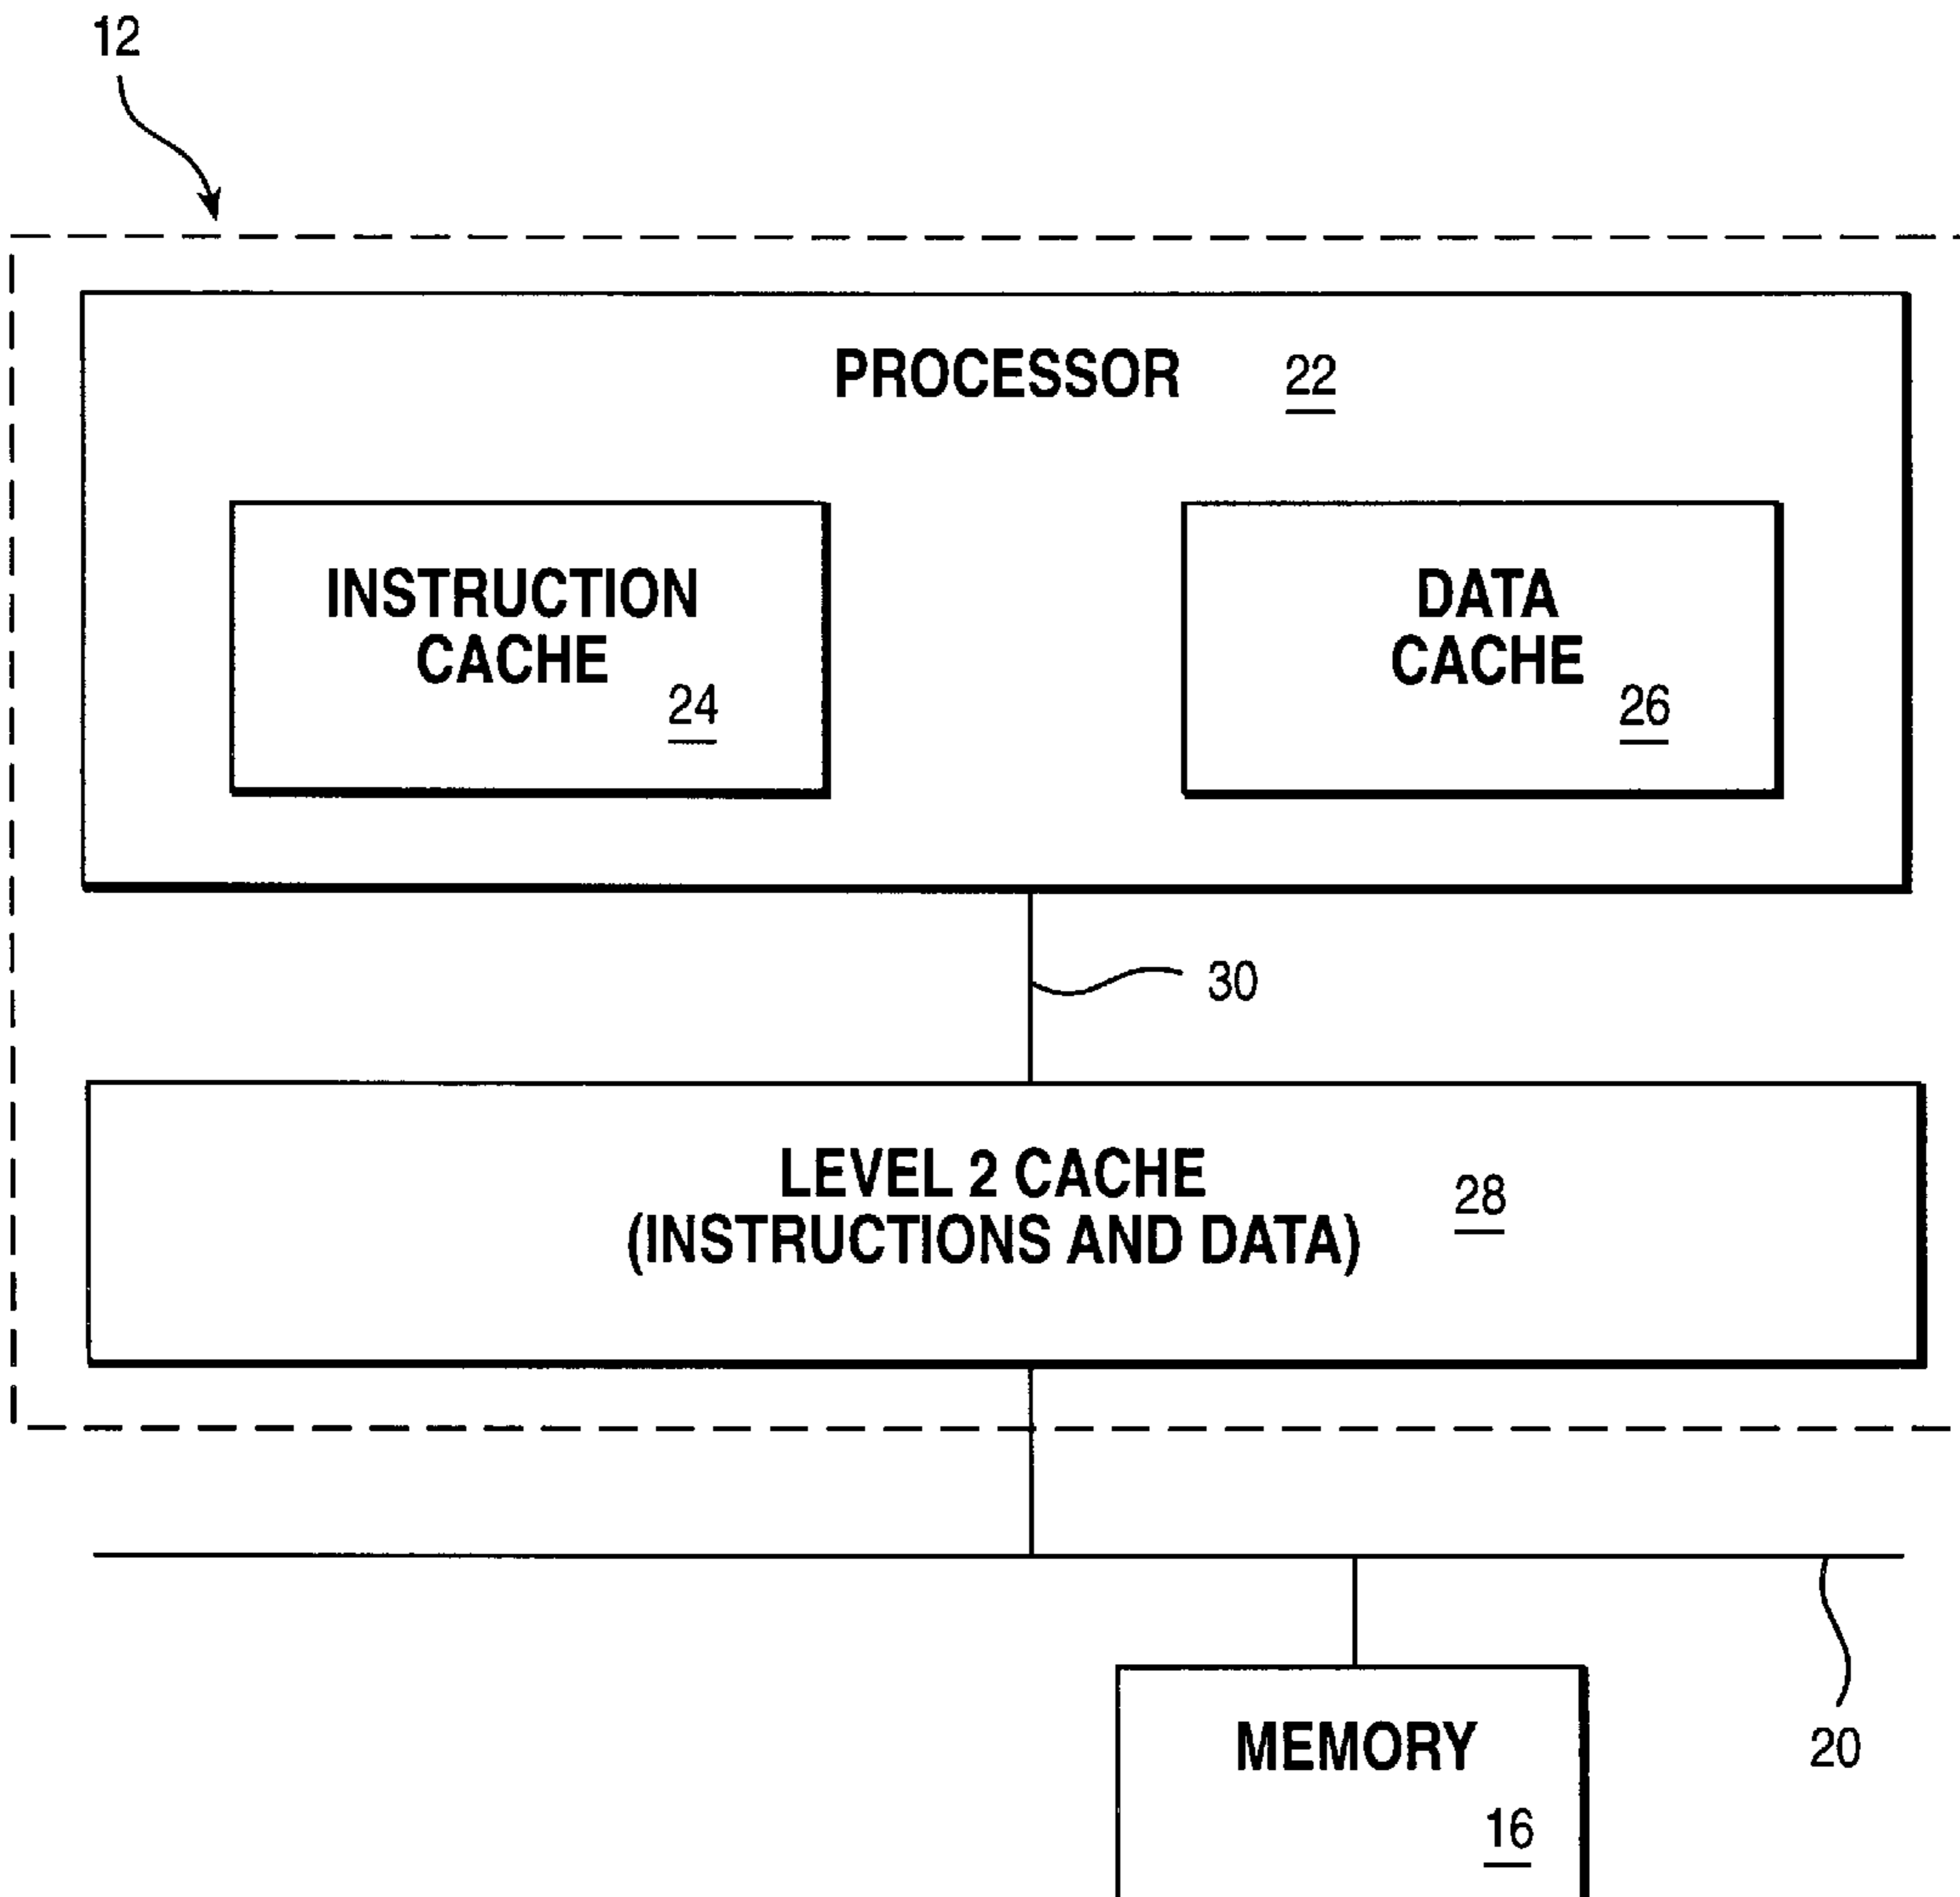 12
PROCESSOR 22
INSTRUCTION
CACHE
24
DATA
CACHE
26
30
LEVEL 2 CACHE
(INSTRUCTIONS AND DATA)
28
MEMORY
16
20